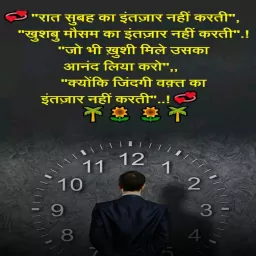 💞 "रात सुबह का इंतज़ार नहीं करती",
"खुशबु मौसम का इंतज़ार नहीं करती".!
"जो भी ख़ुशी मिले उसका
आनंद लिया करो",,
"क्योंकि जिंदगी वक़्त का
इंतज़ार नहीं करती"..! 💞
🌴 🌻 🌻 🌴
11 12 1
10 2
9 3
8 4